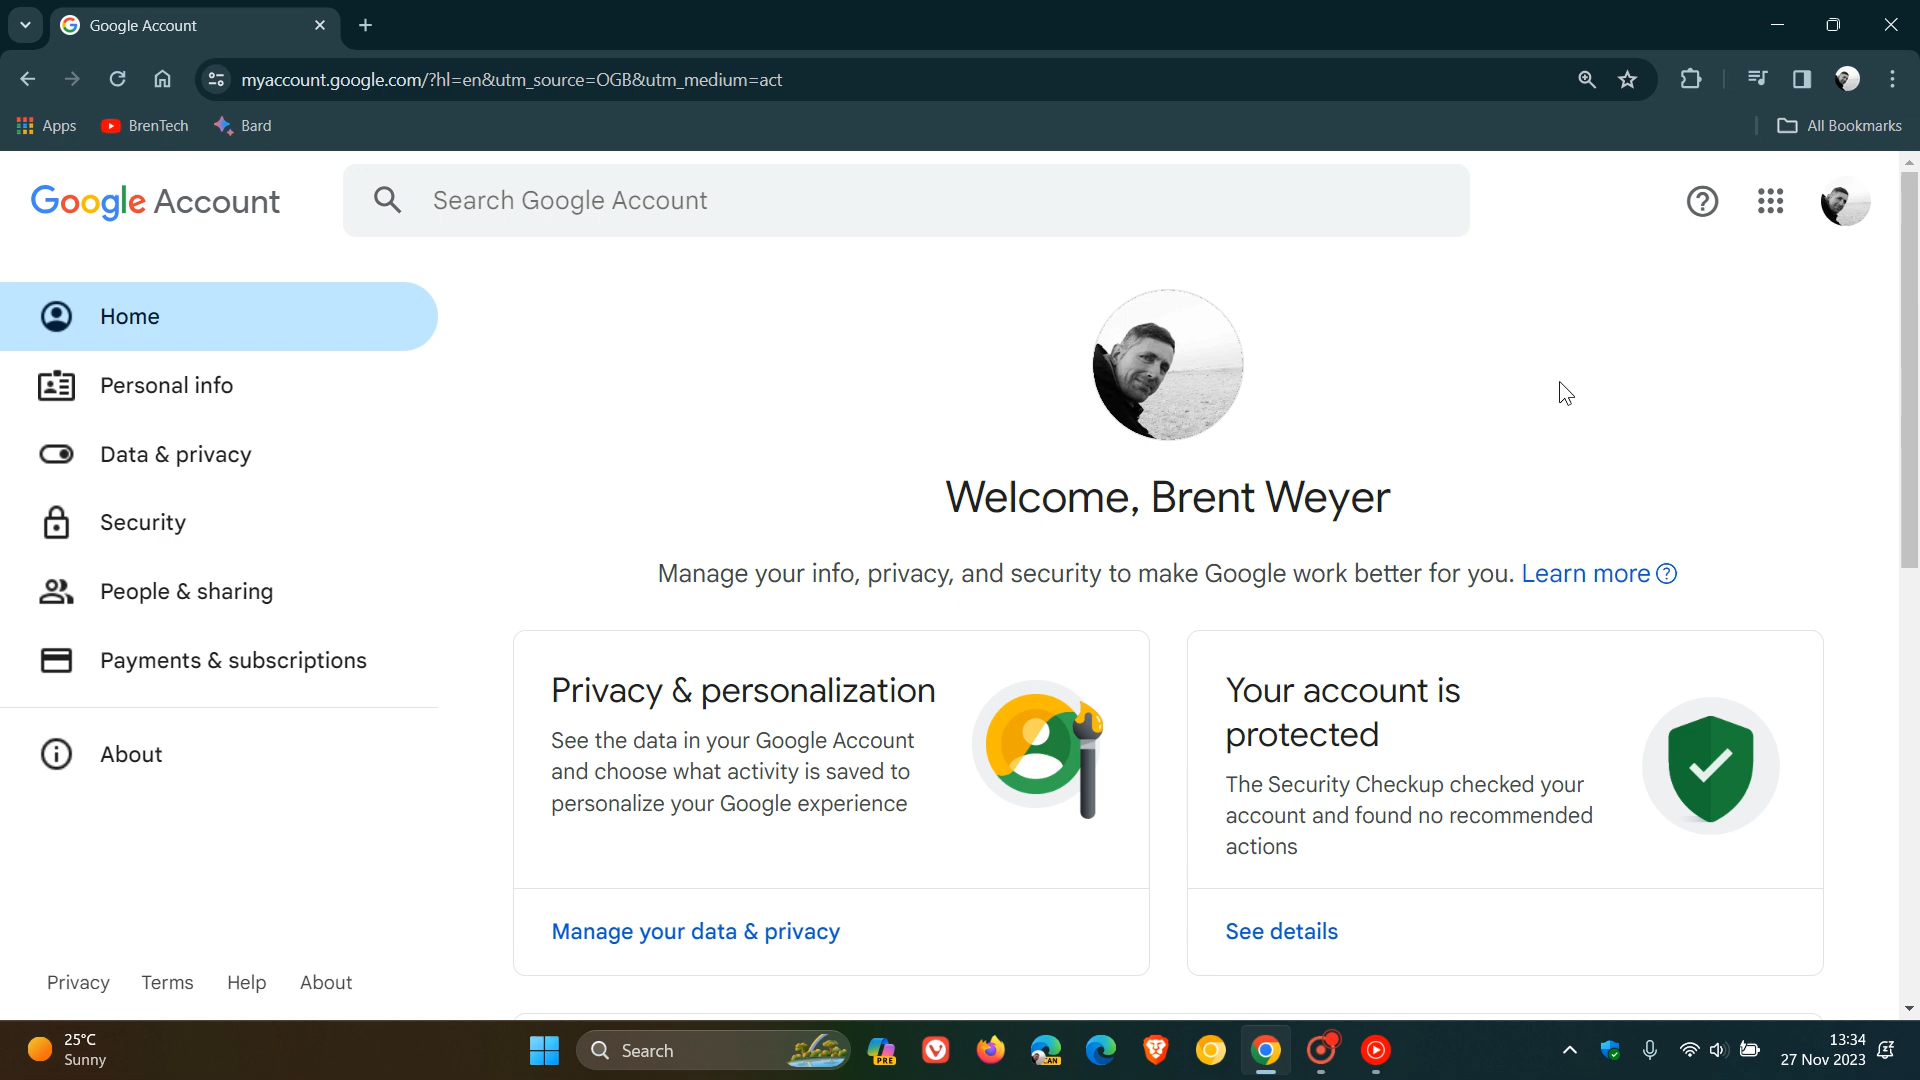 Google Account
myaccount.google.com/?hl=en&utm_source=OGB&utm_medium=act
Apps
BrenTech
Bard
All Bookmarks
Google Account
Search Google Account
Home
Personal info
Data & privacy
Security
People & sharing
Payments & subscriptions
About
Welcome, Brent Weyer
Manage your info, privacy, and security to make Google work better for you. Learn more
Privacy & personalization
See the data in your Google Account
and choose what activity is saved to
personalize your Google experience
Manage your data & privacy
Your account is
protected
The Security Checkup checked your
account and found no recommended
actions
See details
Privacy
Terms
Help
About
25°C
Sunny
Search
PRE
CAN
13:34
27 Nov 2023